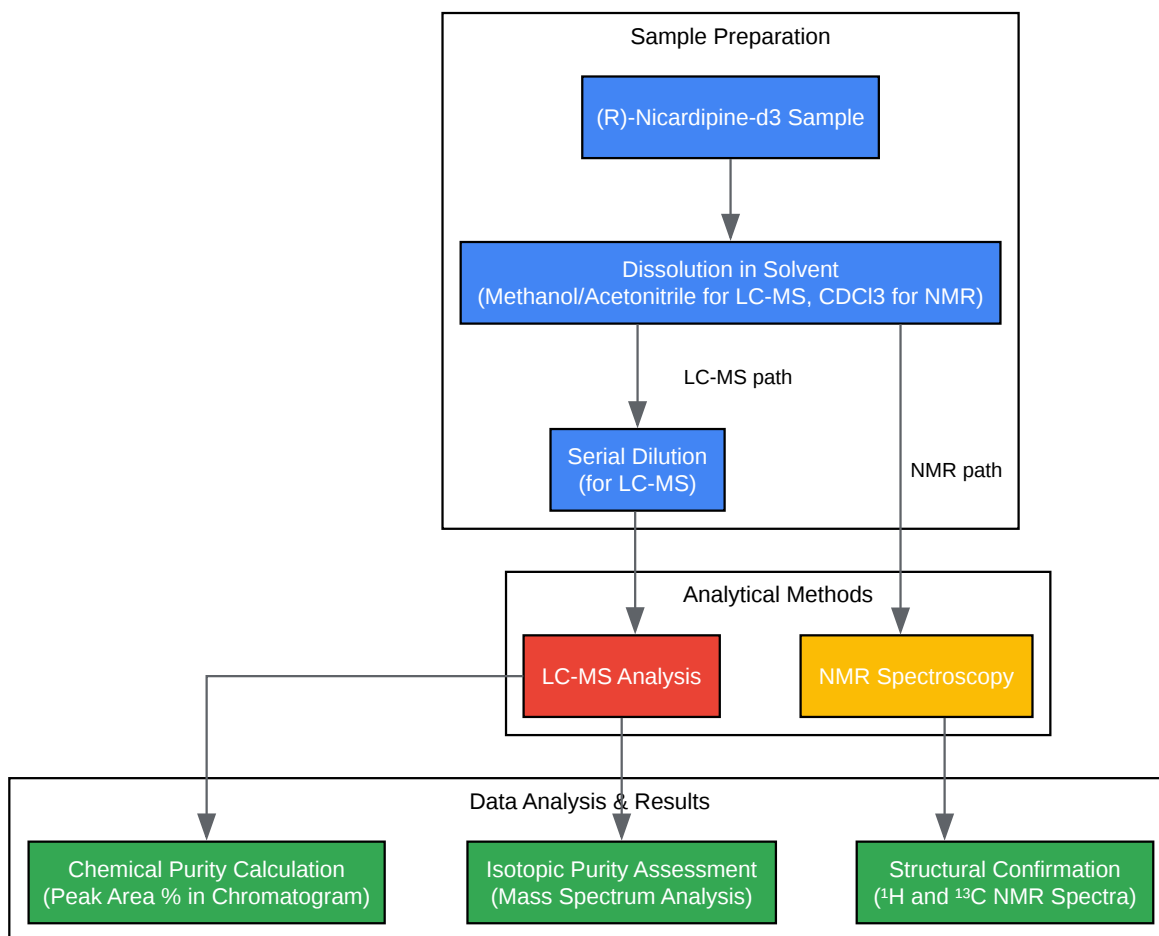 Sample Preparation
(R)-Nicardipine-d3 Sample
Dissolution in Solvent
(Methanol/Acetonitrile for LC-MS, CDCl3 for NMR)
LC-MS path
Serial Dilution
(for LC-MS)
NMR path
Analytical Methods
LC-MS Analysis
NMR Spectroscopy
Data Analysis & Results
Chemical Purity Calculation
(Peak Area % in Chromatogram)
Isotopic Purity Assessment
(Mass Spectrum Analysis)
Structural Confirmation
(¹H and ¹³C NMR Spectra)